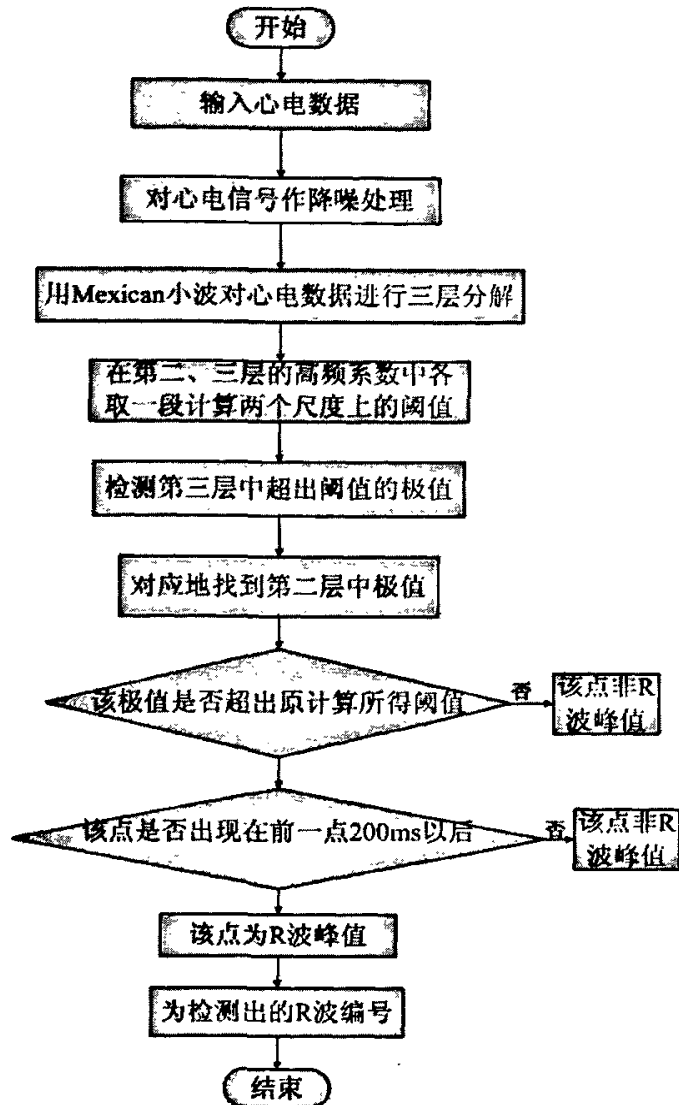 开始
输入心电数据
对心电信号作降噪处理
用Mexican小波对心电数据进行三层分解
在第二、三层的高频系数中各
取一段计算两个尺度上的阈值
检测第三层中超出阈值的极值
对应地找到第二层中极值
该极值是否超出原计算所得阈值
否
该点非R
波峰值
该点是否出现在前一点200ms以后
否
该点非R
波峰值
该点为R波峰值
为检测出的R波编号
结束